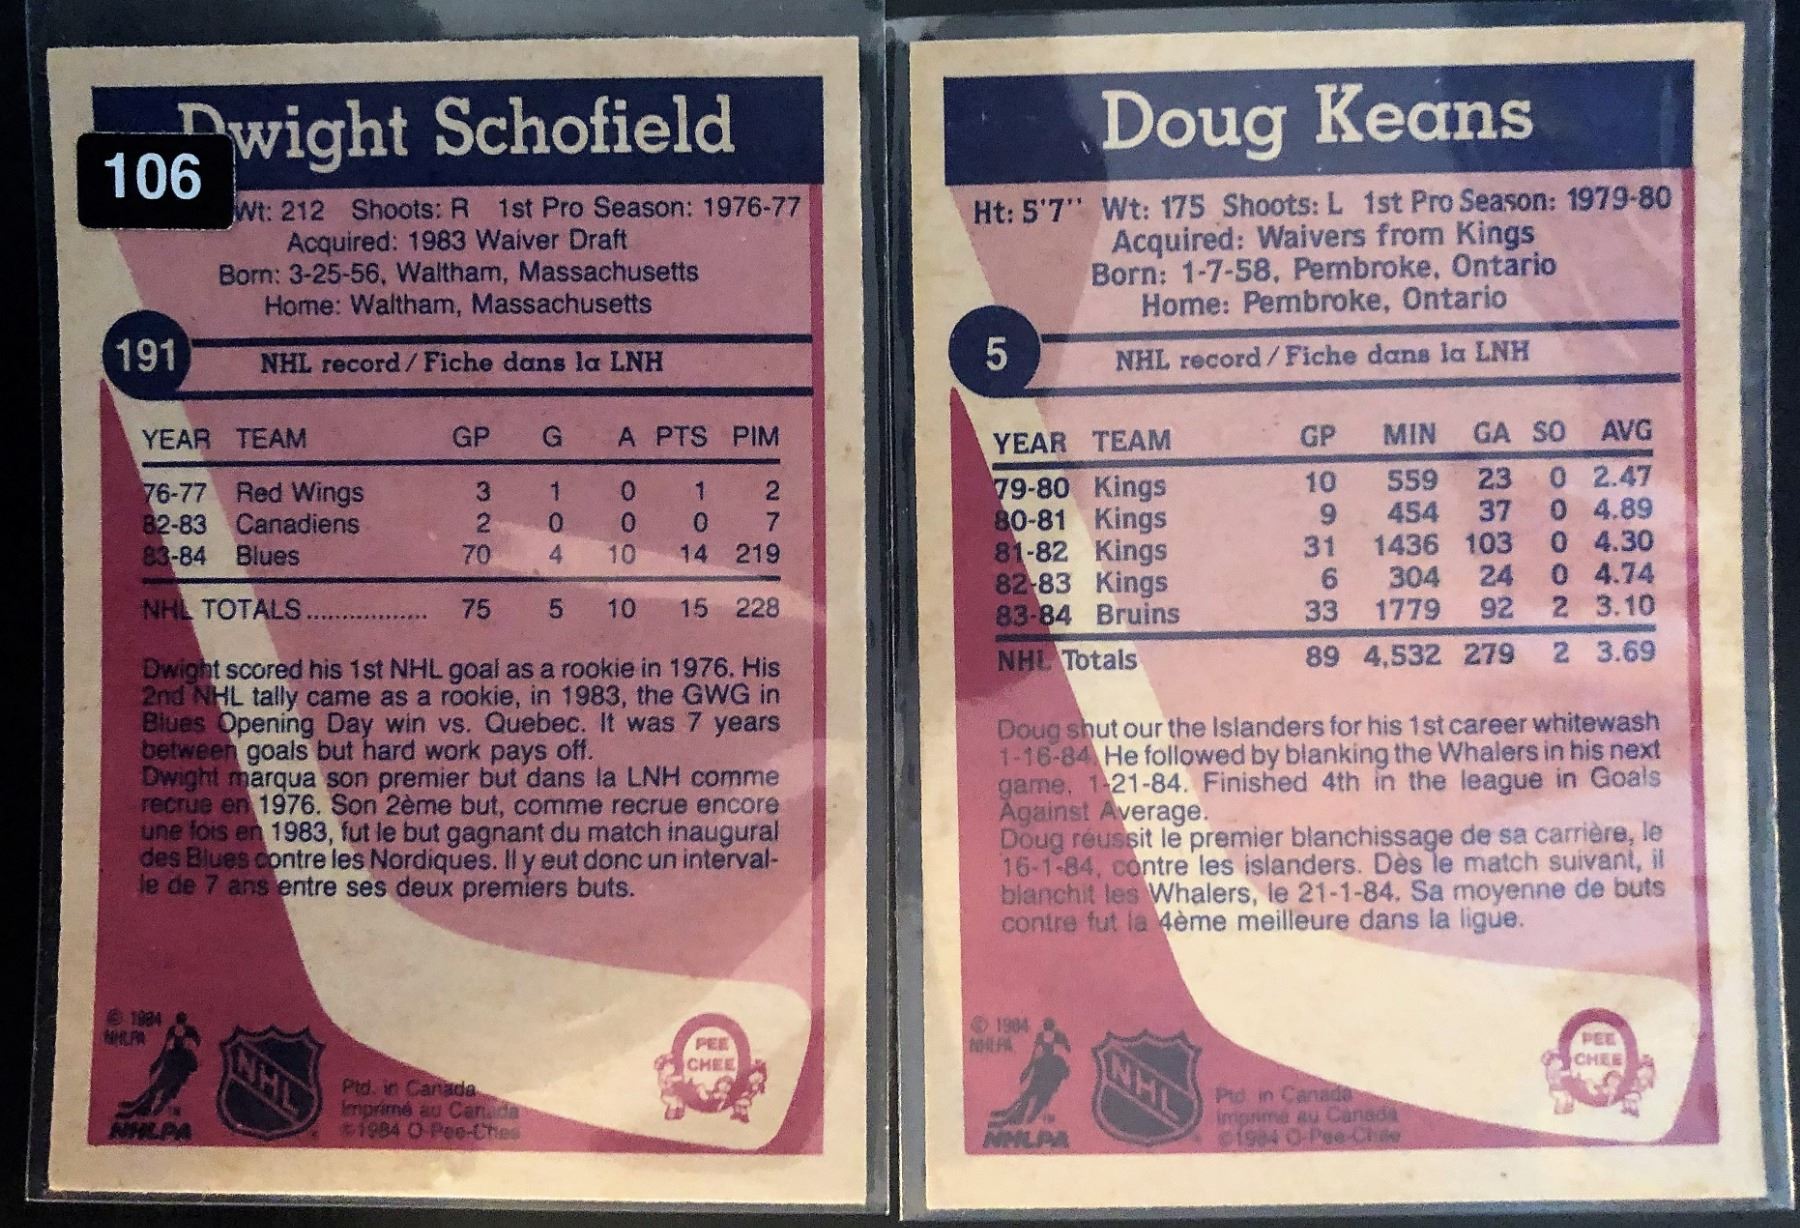 Dwight Schofield
106
Wt: 212 Shoots: R 1st Pro Season: 1976-77
Acquired: 1983 Waiver Draft
Born: 3-25-56, Waltham, Massachusetts
Home: Waltham, Massachusetts
191
NHL record / Fiche dans la LNH
YEAR TEAM GP G A PTS PIM
76-77 Red Wings 3 1 0 1 2
82-83 Canadiens 2 0 0 0 7
83-84 Blues 70 4 10 14 219
NHL TOTALS................. 75 5 10 15 228
Dwight scored his 1st NHL goal as a rookie in 1976. His
2nd NHL tally came as a rookie, in 1983, the GWG in
Blues Opening Day win vs. Quebec. It was 7 years
between goals but hard work pays off.
Dwight marqua son premier but dans la LNH comme
recrue en 1976. Son 2ème but, comme recrue encore
une fois en 1983, fut le but gagnant du match inaugural
des Blues contre les Nordiques. Il y eut donc un interval-
le de 7 ans entre ses deux premiers buts.
© 1984
NHLPA
NHLPA
NHL
Ptd. in Canada
Imprimé au Canada
©1984 O-Pee-Chee
PEE
CHEE
Doug Keans
Ht: 5'7" Wt: 175 Shoots: L 1st Pro Season: 1979-80
Acquired: Waivers from Kings
Born: 1-7-58, Pembroke, Ontario
Home: Pembroke, Ontario
5
NHL record / Fiche dans la LNH
YEAR TEAM GP MIN GA SO AVG
79-80 Kings 10 559 23 0 2.47
80-81 Kings 9 454 37 0 4.89
81-82 Kings 31 1436 103 0 4.30
82-83 Kings 6 304 24 0 4.74
83-84 Bruins 33 1779 92 2 3.10
NHL Totals 89 4,532 279 2 3.69
Doug shut our the Islanders for his 1st career whitewash
1-16-84. He followed by blanking the Whalers in his next
game, 1-21-84. Finished 4th in the league in Goals
Against Average.
Doug réussit le premier blanchissage de sa carrière, le
16-1-84, contre les islanders. Dès le match suivant, il
blanchit les Whalers, le 21-1-84. Sa moyenne de buts
contre fut la 4ème meilleure dans la ligue.
© 1984
NHLPA
NHLPA
NHL
Ptd. in Canada
Imprimé au Canada
©1984 O-Pee-Chee
PEE
CHEE